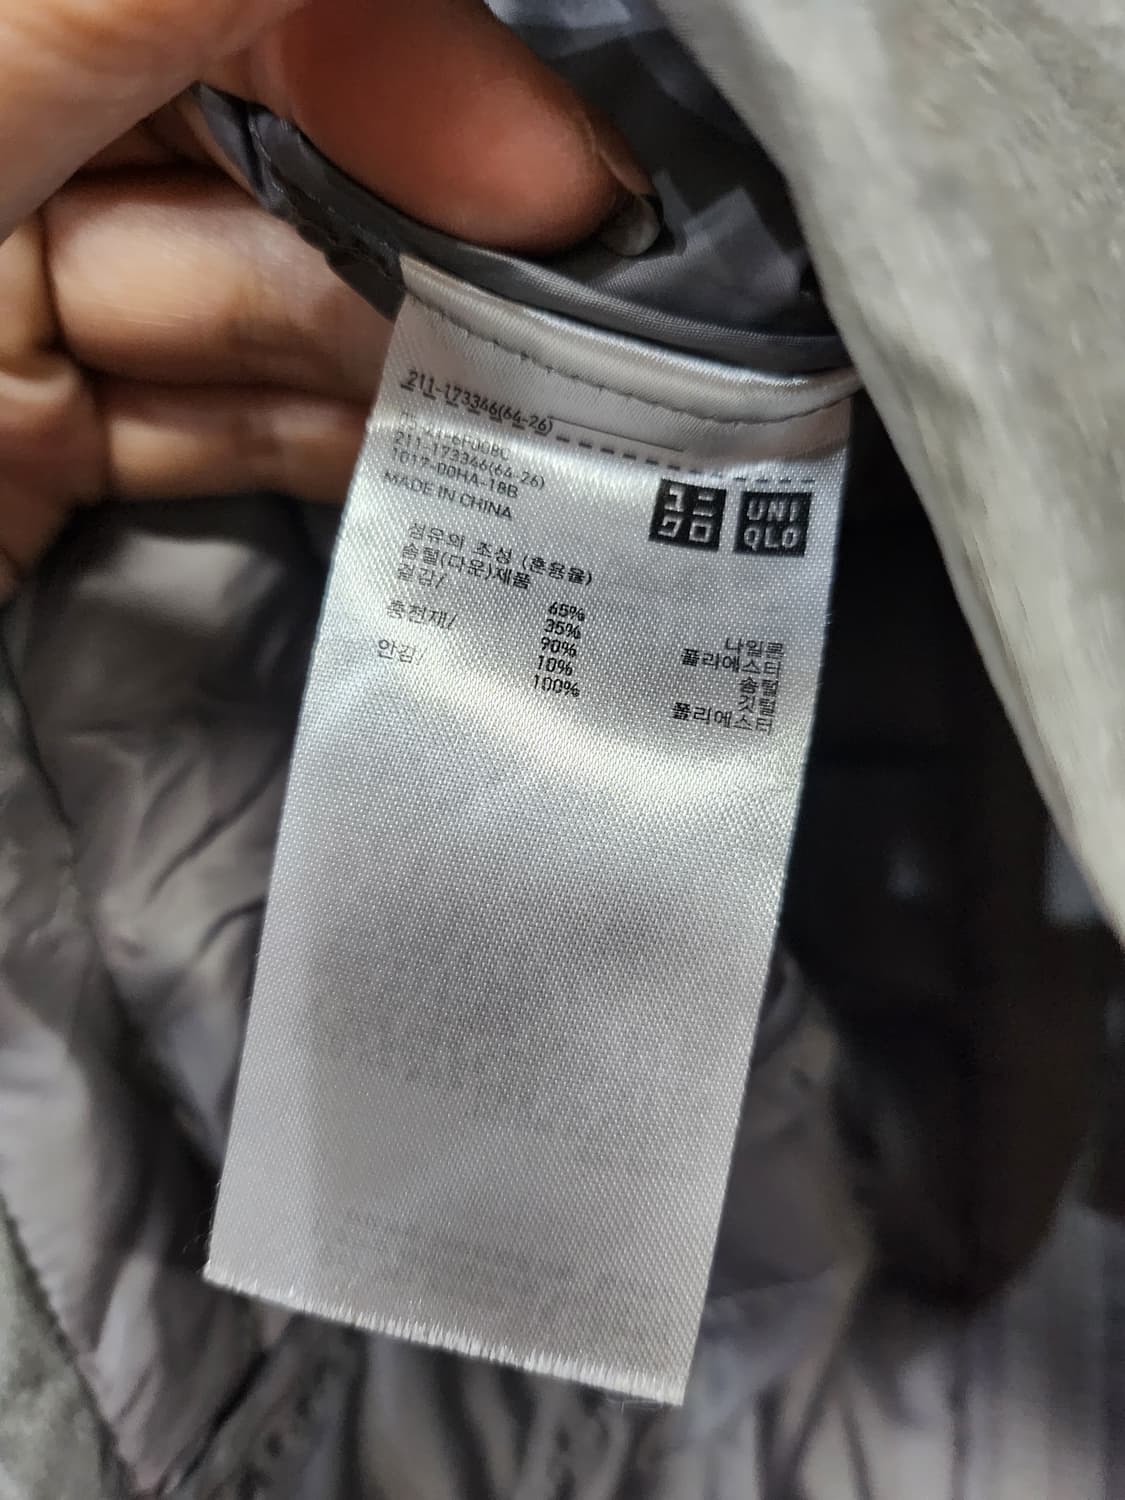 211-173346(64-26)
211-173346(64-26)
1017-DOHA-18B
MADE IN CHINA
ユニ
クロ
UNI
QLO
섬유의 조성 (혼용율)
솜털(다운)제품
겉감/
65% 나일론
35% 폴리에스터
충전재/ 90% 솜털
10% 깃털
안감/ 100% 폴리에스터